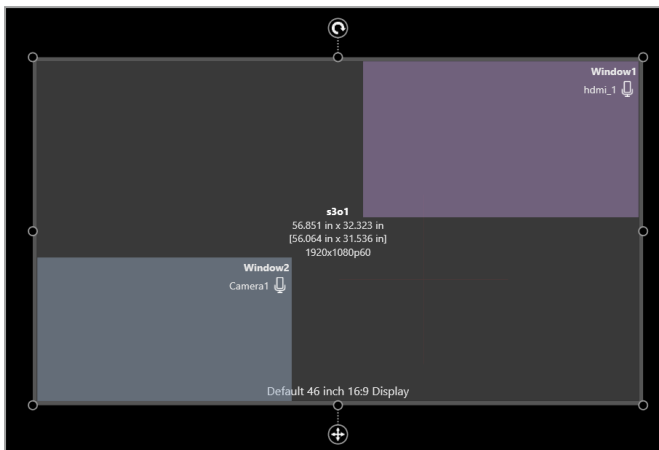 Window1
hdmi_1
s3o1
56.851 in x 32.323 in
[56.064 in x 31.536 in]
1920x1080p60
Window2
Camera1
Default 46 inch 16:9 Display